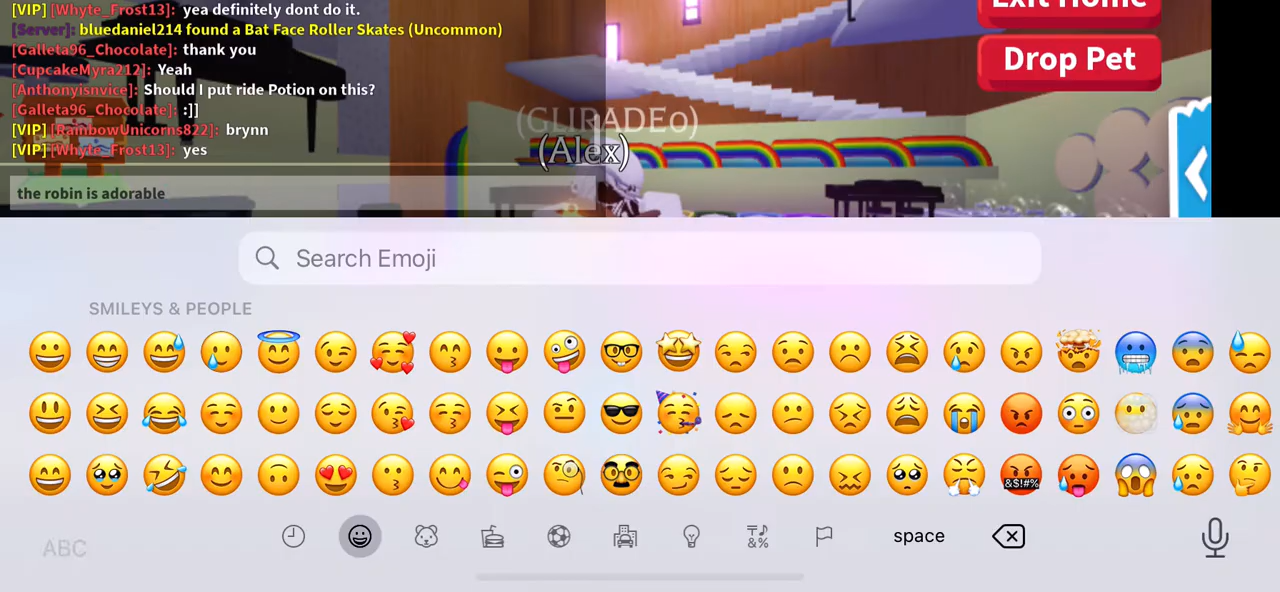 [VIP] [Whyte_Frost13]: yea definitely dont do it.
[Server]: bluedaniel214 found a Bat Face Roller Skates (Uncommon)
[Galleta96_Chocolate]: thank you
[CupcakeMyra212]: Yeah
[Anthonyisnvice]: Should I put ride Potion on this?
[Galleta96_Chocolate]: :]]
[VIP] [RainbowUnicorns822]: brynn
[VIP] [Whyte_Frost13]: yes
the robin is adorable
Exit Home
Drop Pet
(Alex)
Search Emoji
SMILEYS & PEOPLE
&$!#%
ABC
space